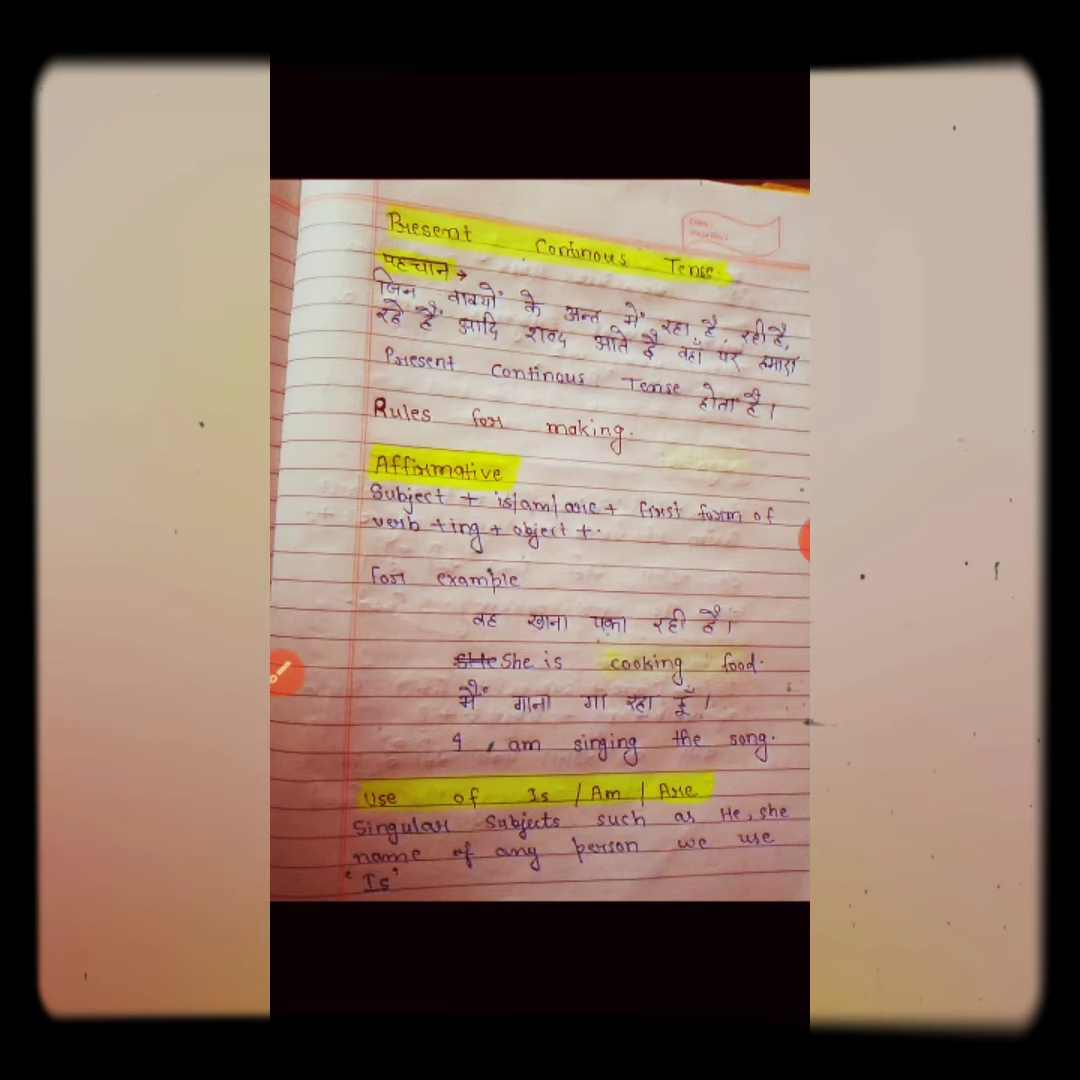 Present Continous Tense.
पहचान →
जिन वाक्यों के अन्त में रहा है, रही है,
रहे हैं आदि शब्द आते हैं वहाँ पर हमारा
Present Continous Tense होता है।
Rules for making.
Affirmative
Subject + is/am/are + first form of
verb +ing + object + .
For example
वह खाना पका रही है।
She is cooking food.
मैं गाना गा रहा हूँ।
I am singing the song.
Use of Is / Am / Are
Singular Subjects such as He, she
name of any person we use
'Is'